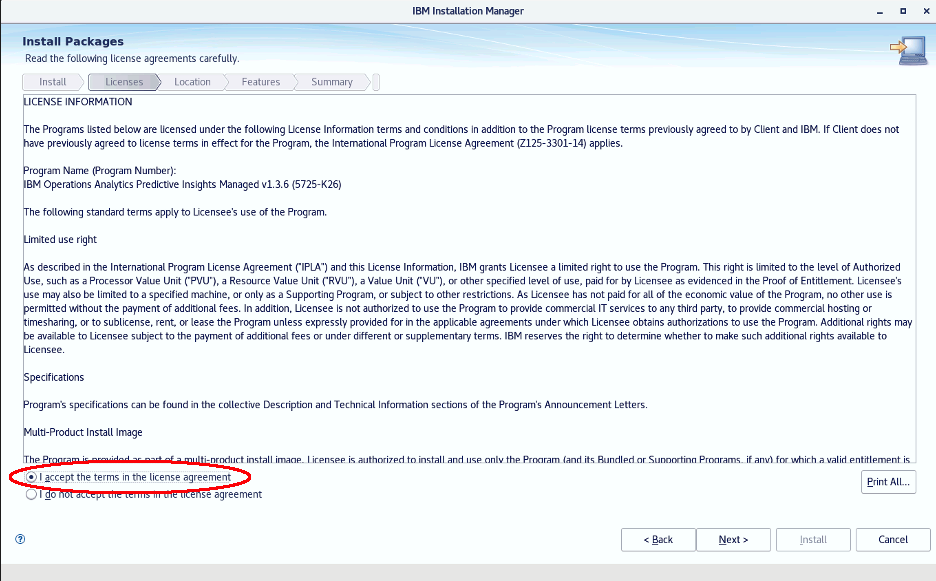 IBM Installation Manager
Install Packages
Read the following license agreements carefully.
Install Licenses Location Features Summary
LICENSE INFORMATION
The Programs listed below are licensed under the following License Information terms and conditions in addition to the Program license terms previously agreed to by Client and IBM. If Client does not
have previously agreed to license terms in effect for the Program, the International Program License Agreement (Z125-3301-14) applies.
Program Name (Program Number):
IBM Operations Analytics Predictive Insights Managed v1.3.6 (5725-K26)
The following standard terms apply to Licensee's use of the Program.
Limited use right
As described in the International Program License Agreement ("IPLA") and this License Information, IBM grants Licensee a limited right to use the Program. This right is limited to the level of Authorized
Use, such as a Processor Value Unit ("PVU"), a Resource Value Unit ("RVU"), a Value Unit ("VU"), or other specified level of use, paid for by Licensee as evidenced in the Proof of Entitlement. Licensee's
use may also be limited to a specified machine, or only as a Supporting Program, or subject to other restrictions. As Licensee has not paid for all of the economic value of the Program, no other use is
permitted without the payment of additional fees. In addition, Licensee is not authorized to use the Program to provide commercial IT services to any third party, to provide commercial hosting or
timesharing, or to sublicense, rent, or lease the Program unless expressly provided for in the applicable agreements under which Licensee obtains authorizations to use the Program. Additional rights may
be available to Licensee subject to the payment of additional fees or under different or supplementary terms. IBM reserves the right to determine whether to make such additional rights available to
Licensee.
Specifications
Program's specifications can be found in the collective Description and Technical Information sections of the Program's Announcement Letters.
Multi-Product Install Image
The Program is provided as part of a multi-product install image. Licensee is authorized to install and use only the Program (and its Bundled or Supporting Programs, if any) for which a valid entitlement is
I accept the terms in the license agreement
I do not accept the terms in the license agreement
Print All...
< Back Next > Install Cancel